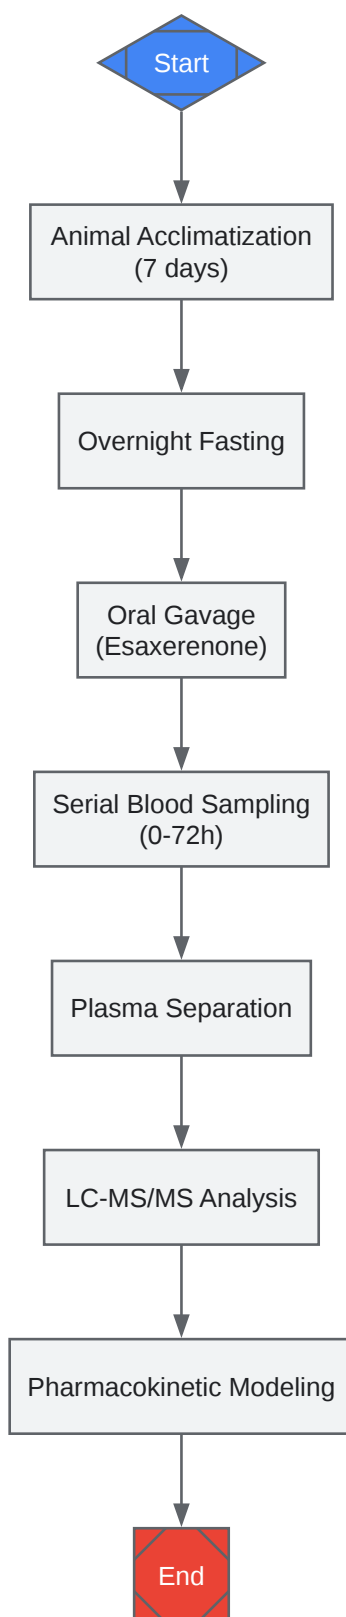 Start
Animal Acclimatization
(7 days)
Overnight Fasting
Oral Gavage
(Esaxerenone)
Serial Blood Sampling
(0-72h)
Plasma Separation
LC-MS/MS Analysis
Pharmacokinetic Modeling
End